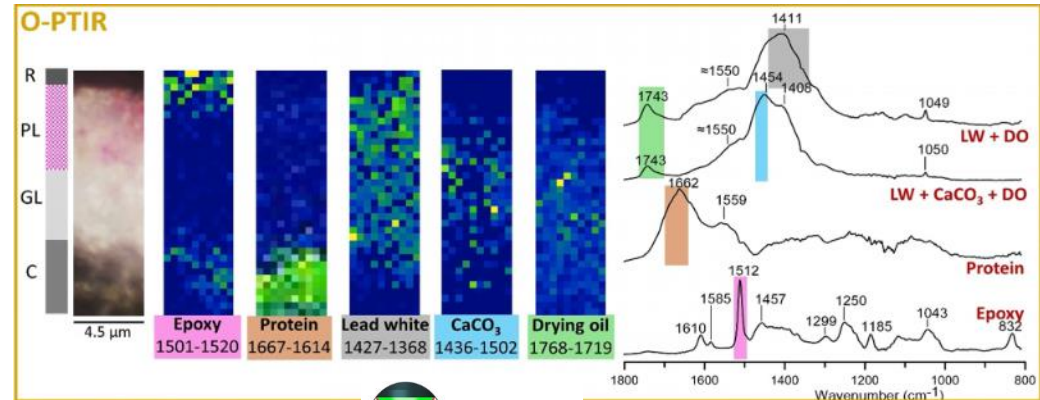 O-PTIR
R
PL
GL
C
4.5 µm
Epoxy
1501-1520
Protein
1667-1614
Lead white
1427-1368
CaCO₃
1436-1502
Drying oil
1768-1719
1411
≈1550
1454
1408
1743
1049
LW + DO
≈1550
1743
1050
LW + CaCO₃ + DO
1662
1559
Protein
1512
1585
1457
1610
1299
1250
1185
1043
832
Epoxy
1800 1600 1400 1200 1000 800
Wavenumber (cm⁻¹)